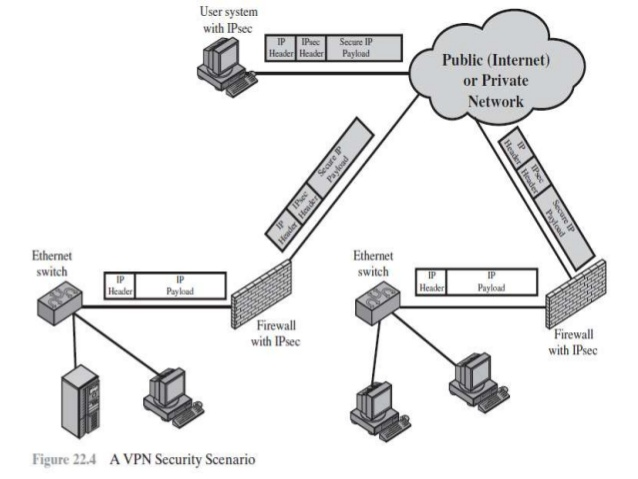 User system
with IPsec
IP
Header
IPsec
Header
Secure IP
Payload
Public (Internet)
or Private
Network
IP
Header
IPsec
Header
Secure IP
Payload
IP
Header
IPsec
Header
Secure IP
Payload
Ethernet
switch
IP
Header
IP
Payload
Firewall
with IPsec
Ethernet
switch
IP
Header
IP
Payload
Firewall
with IPsec
Figure 22.4 A VPN Security Scenario